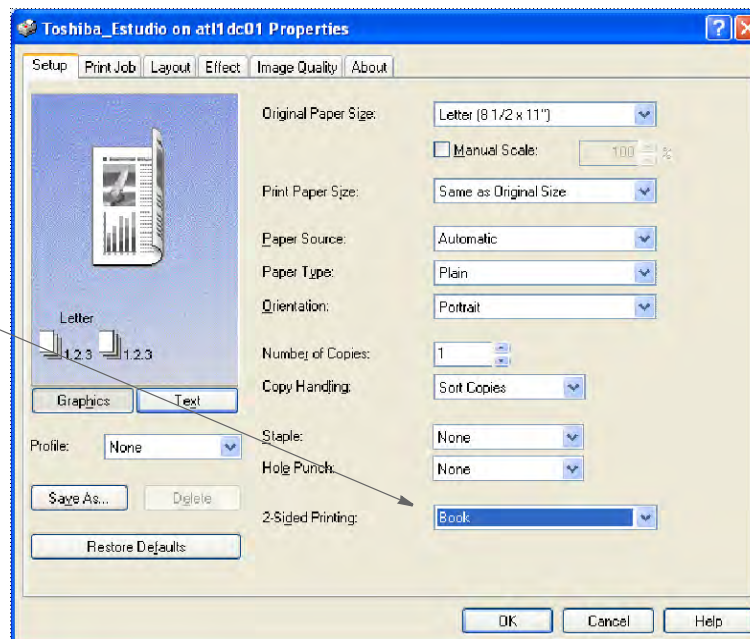 Toshiba_Estudio on atl1dc01 Properties
Setup Print Job Layout Effect Image Quality About
Original Paper Size: Letter (8 1/2 x 11")
Manual Scale: 100 %
Print Paper Size: Same as Original Size
Paper Source: Automatic
Paper Type: Plain
Orientation: Portrait
Letter
1.2.3 1.2.3
Number of Copies: 1
Copy Handling: Sort Copies
Graphics Text
Staple: None
Profile: None
Hole Punch: None
Save As... Delete
2-Sided Printing: Book
Restore Defaults
OK Cancel Help